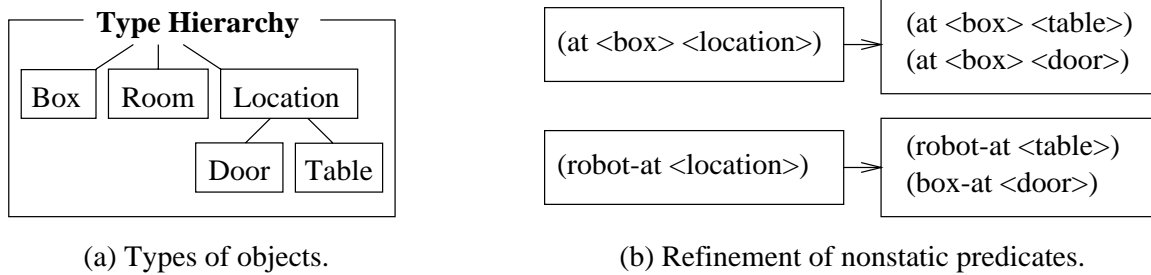 Type Hierarchy
Box Room Location
Door Table
(a) Types of objects.
(at <box> <location>)
(at <box> <table>)
(at <box> <door>)
(robot-at <location>)
(robot-at <table>)
(box-at <door>)
(b) Refinement of nonstatic predicates.